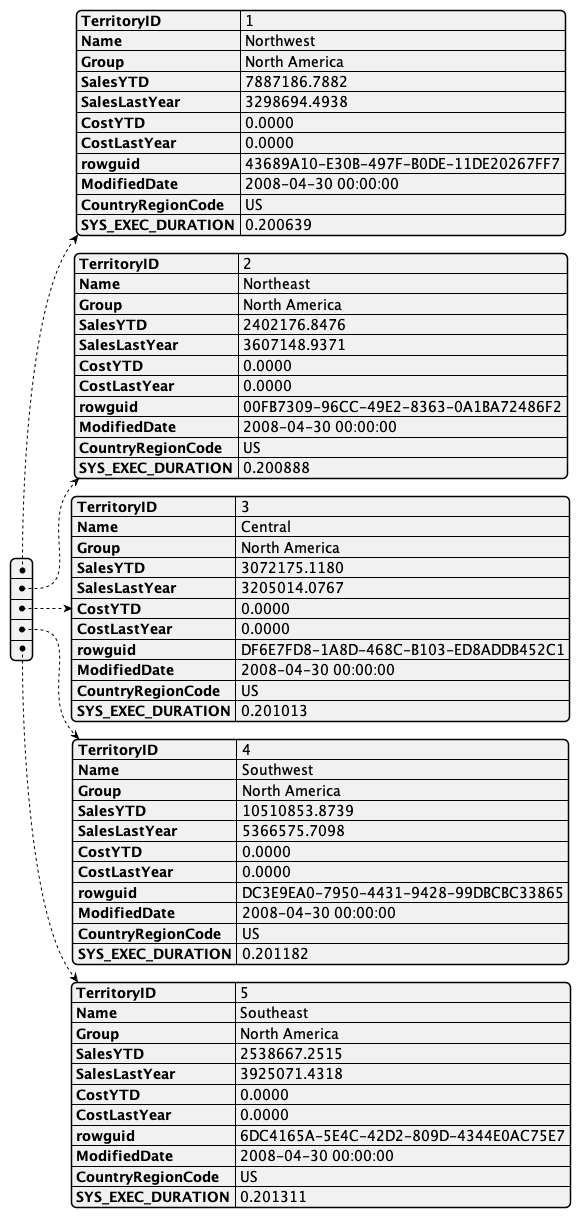 TerritoryID 1
Name Northwest
Group North America
SalesYTD 7887186.7882
SalesLastYear 3298694.4938
CostYTD 0.0000
CostLastYear 0.0000
rowguid 43689A10-E30B-497F-B0DE-11DE20267FF7
ModifiedDate 2008-04-30 00:00:00
CountryRegionCode US
SYS_EXEC_DURATION 0.200639
TerritoryID 2
Name Northeast
Group North America
SalesYTD 2402176.8476
SalesLastYear 3607148.9371
CostYTD 0.0000
CostLastYear 0.0000
rowguid 00FB7309-96CC-49E2-8363-0A1BA72486F2
ModifiedDate 2008-04-30 00:00:00
CountryRegionCode US
SYS_EXEC_DURATION 0.200888
TerritoryID 3
Name Central
Group North America
SalesYTD 3072175.1180
SalesLastYear 3205014.0767
CostYTD 0.0000
CostLastYear 0.0000
rowguid DF6E7FD8-1A8D-468C-B103-ED8ADDB452C1
ModifiedDate 2008-04-30 00:00:00
CountryRegionCode US
SYS_EXEC_DURATION 0.201013
TerritoryID 4
Name Southwest
Group North America
SalesYTD 10510853.8739
SalesLastYear 5366575.7098
CostYTD 0.0000
CostLastYear 0.0000
rowguid DC3E9EA0-7950-4431-9428-99DBCBC33865
ModifiedDate 2008-04-30 00:00:00
CountryRegionCode US
SYS_EXEC_DURATION 0.201182
TerritoryID 5
Name Southeast
Group North America
SalesYTD 2538667.2515
SalesLastYear 3925071.4318
CostYTD 0.0000
CostLastYear 0.0000
rowguid 6DC4165A-5E4C-42D2-809D-4344E0AC75E7
ModifiedDate 2008-04-30 00:00:00
CountryRegionCode US
SYS_EXEC_DURATION 0.201311